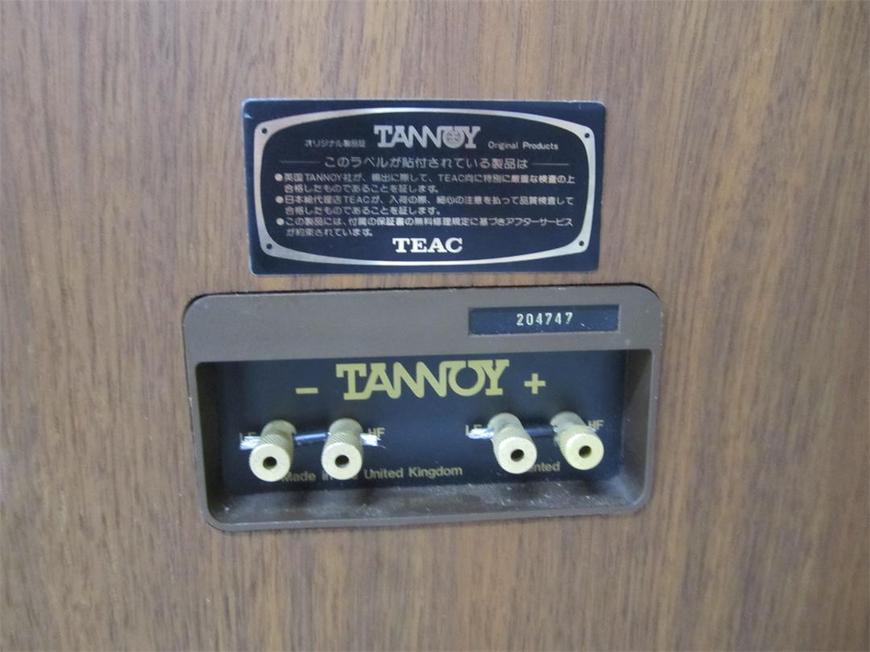 オリジナル製品証 TANNOY Original Products
このラベルが貼付されている製品は
●英国TANNOY社が、輸出に際して、TEAC向に特別に厳重な検査の上
合格したものであることを証します。
●日本総代理店TEACが、入荷の際、細心の注意を払って品質検査して
合格したものであることを証します。
●この製品には、付属の保証書の無料修理規定に基づきアフターサービス
が約束されています。
TEAC
204747
- TANNOY +
LF HF LF HF
Made in United Kingdom